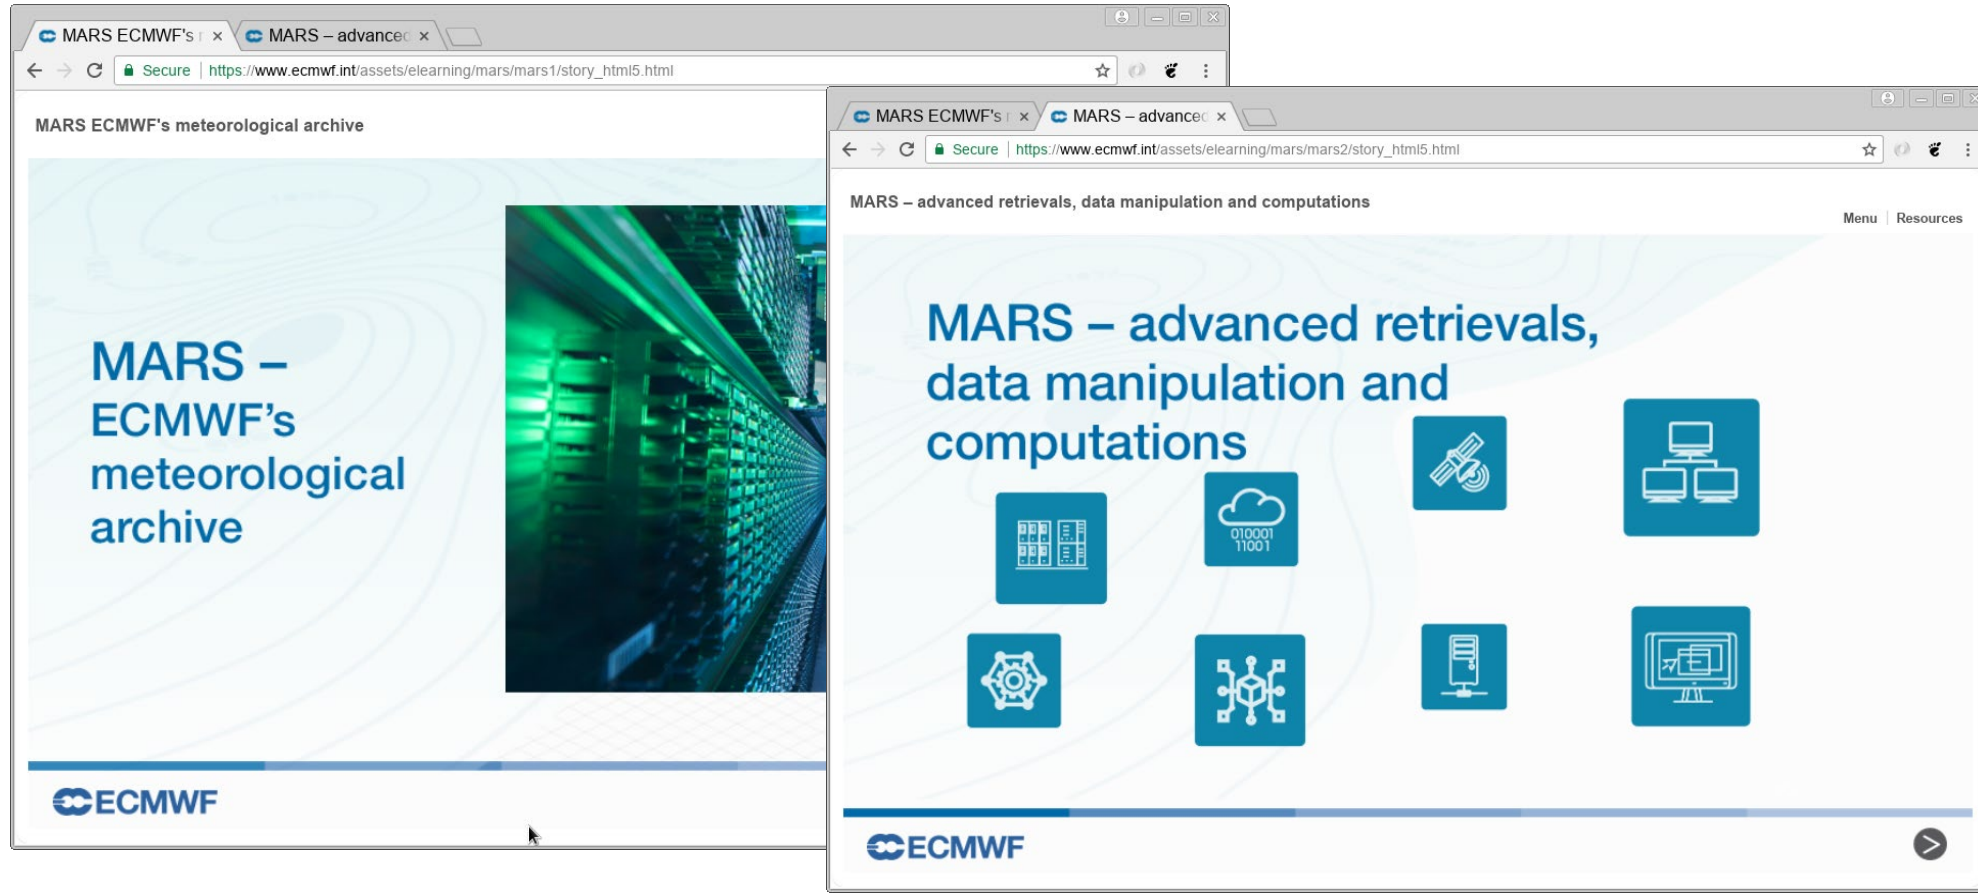 MARS ECMWF's
MARS – advanced
Secure
https://www.ecmwf.int/assets/elearning/mars/mars1/story_html5.html
MARS ECMWF's meteorological archive
MARS –
ECMWF’s
meteorological
archive
ECMWF
MARS ECMWF's
MARS – advanced
Secure
https://www.ecmwf.int/assets/elearning/mars/mars2/story_html5.html
MARS – advanced retrievals, data manipulation and computations
Menu
Resources
MARS – advanced retrievals,
data manipulation and
computations
010001
11001
ECMWF